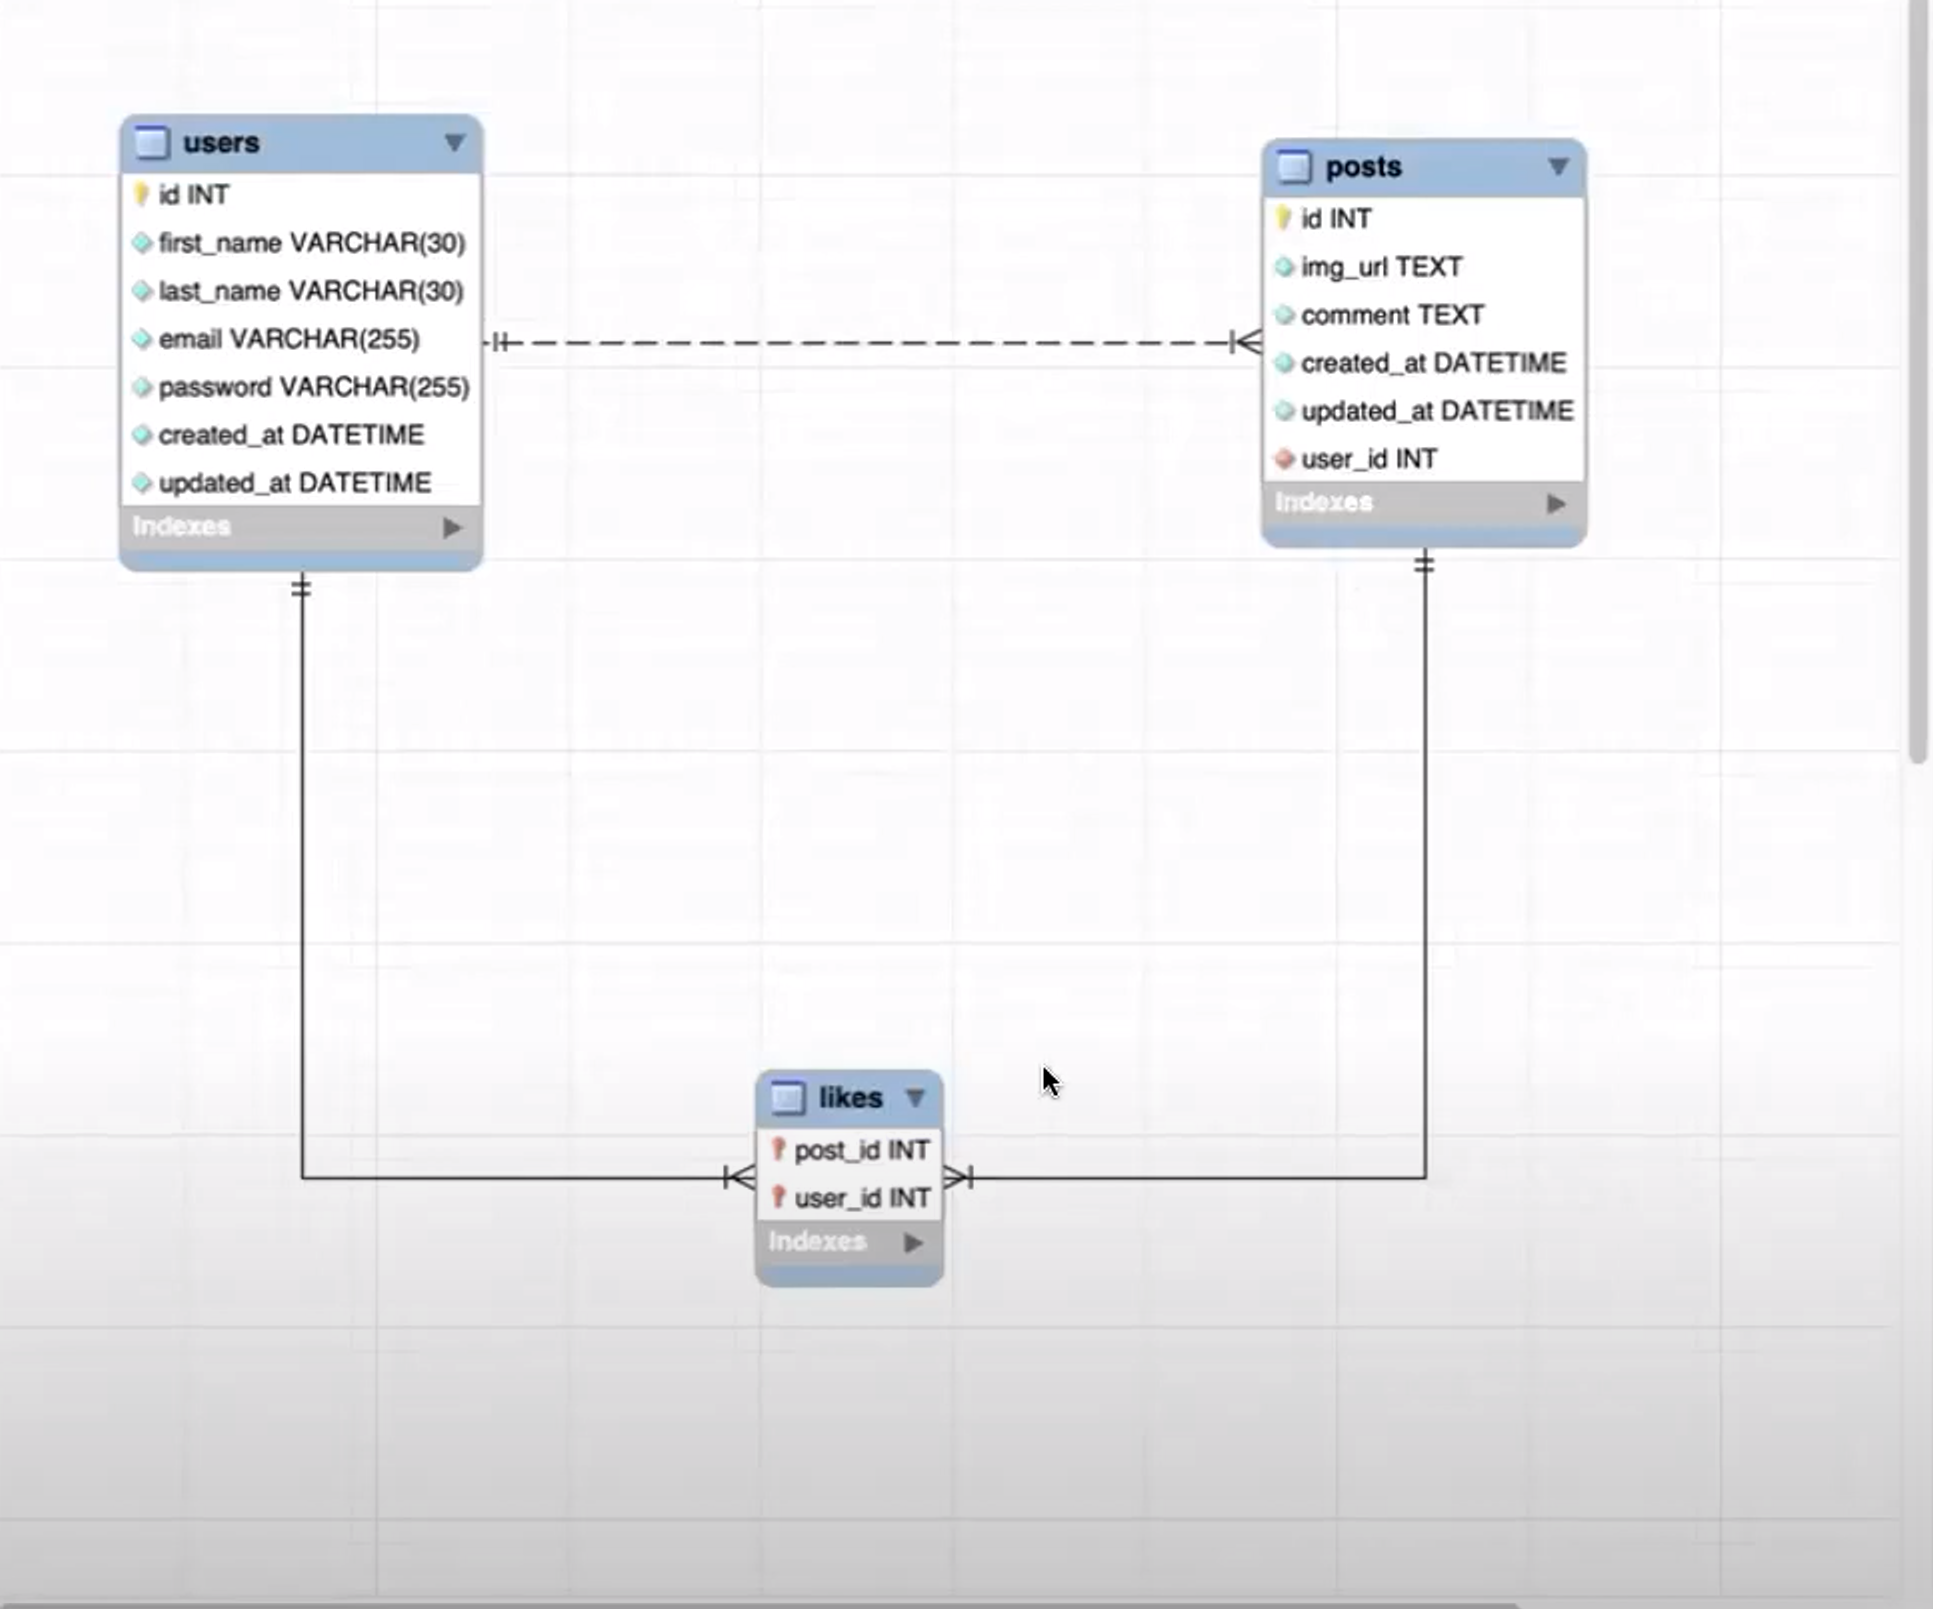 users
id INT
first_name VARCHAR(30)
last_name VARCHAR(30)
email VARCHAR(255)
password VARCHAR(255)
created_at DATETIME
updated_at DATETIME
Indexes
posts
id INT
img_url TEXT
comment TEXT
created_at DATETIME
updated_at DATETIME
user_id INT
Indexes
likes
post_id INT
user_id INT
Indexes